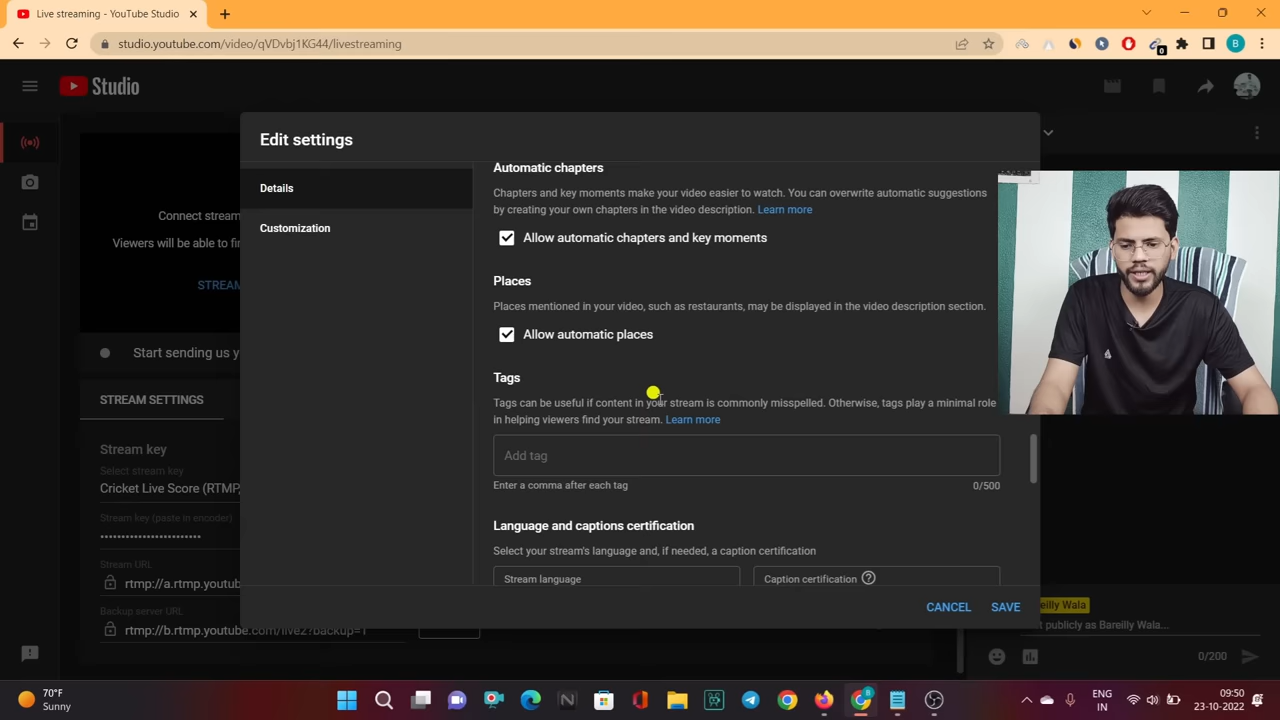 Live streaming - YouTube Studio
studio.youtube.com/video/qVDvbj1KG44/livestreaming
0
B
Studio
Connect stream
Viewers will be able to fin
STREAM
Start sending us y
STREAM SETTINGS
Stream key
Select stream key
Cricket Live Score (RTMP,
Stream key (paste in encoder)
Stream URL
rtmp://a.rtmp.youtub
Backup server URL
rtmp://b.rtmp.youtube.com/live2?backup=1
Edit settings
Details
Customization
Automatic chapters
Chapters and key moments make your video easier to watch. You can overwrite automatic suggestions
by creating your own chapters in the video description. Learn more
Allow automatic chapters and key moments
Places
Places mentioned in your video, such as restaurants, may be displayed in the video description section.
Allow automatic places
Tags
Tags can be useful if content in your stream is commonly misspelled. Otherwise, tags play a minimal role
in helping viewers find your stream. Learn more
Add tag
Enter a comma after each tag
0/500
Language and captions certification
Select your stream's language and, if needed, a caption certification
Stream language
Caption certification
CANCEL
SAVE
eilly Wala
t publicly as Bareilly Wala...
0/200
70°F
Sunny
ENG
IN
09:50
23-10-2022